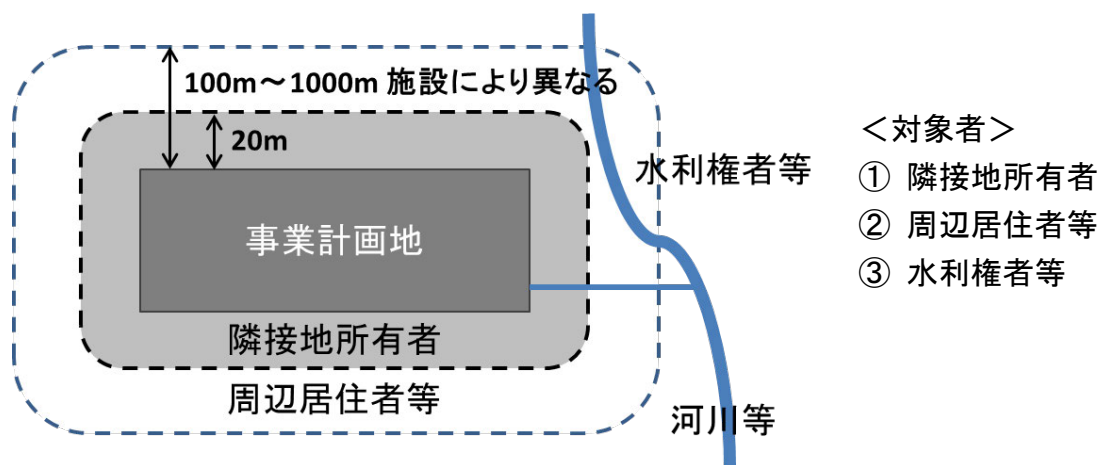 100m～1000m 施設により異なる
20m
事業計画地
隣接地所有者
周辺居住者等
水利権者等
河川等
＜対象者＞
① 隣接地所有者
② 周辺居住者等
③ 水利権者等